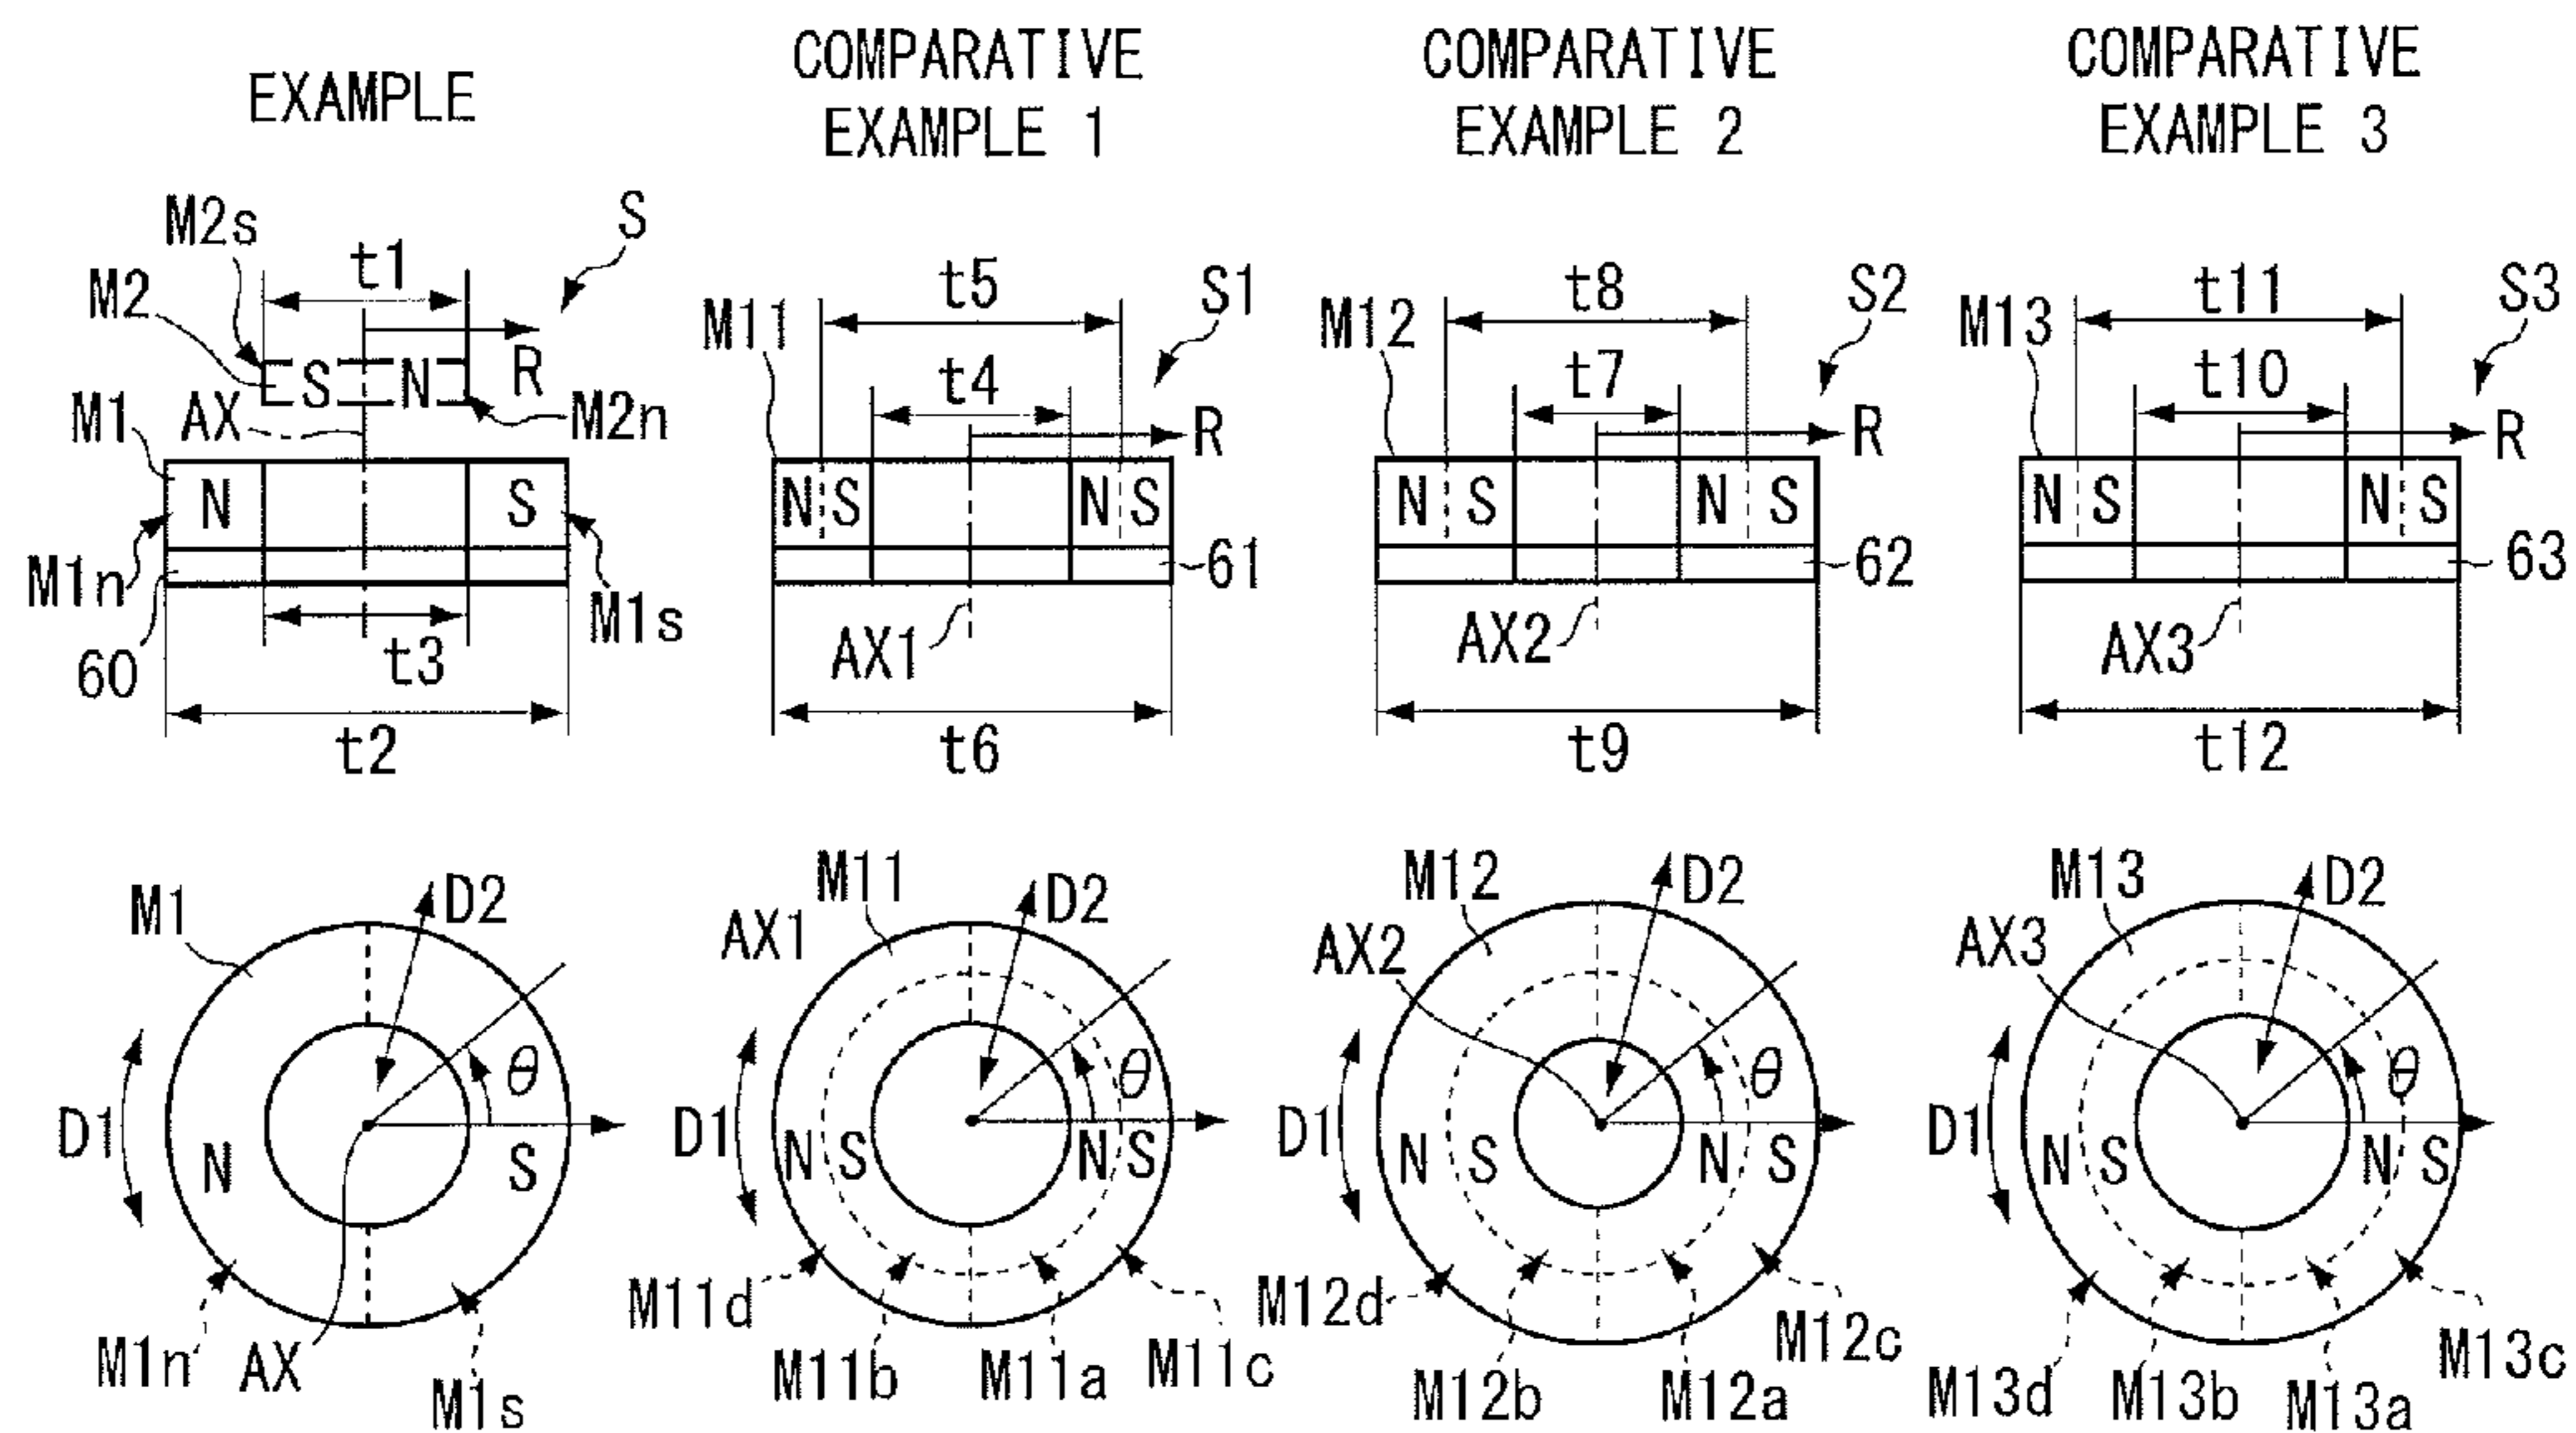 EXAMPLE
COMPARATIVE
EXAMPLE 1
COMPARATIVE
EXAMPLE 2
COMPARATIVE
EXAMPLE 3
M2s
t1
S
M2
S N
R
AX
M2n
M1
N S
M1n
M1s
60
t3
t2
t5
S1
M11
t4
R
N S N S
61
AX1
t6
t8
S2
M12
t7
R
N S N S
62
AX2
t9
t11
S3
M13
t10
R
N S N S
63
AX3
t12
M1
D2
θ
D1
N S
M1n
AX
M1s
M11
D2
AX1
θ
D1
N S N S
M11d
M11b
M11a
M11c
M12
D2
AX2
θ
D1
N S N S
M12d
M12b
M12a
M12c
M13
D2
AX3
θ
D1
N S N S
M13d
M13b
M13a
M13c